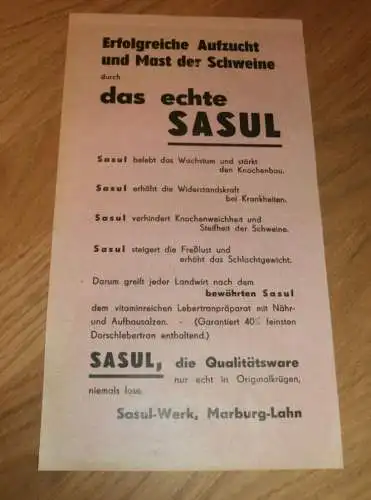 Erfolgreiche Aufzucht
und Mast der Schweine
durch
das echte
SASUL
Sasul belebt das Wachstum und stärkt
den Knochenbau.
Sasul erhöht die Widerstandskraft
bei Krankheiten.
Sasul verhindert Knochenweichheit und
Steifheit der Schweine.
Sasul steigert die Freßlust und
erhöht das Schlachtgewicht.
Darum greift jeder Landwirt nach dem
bewährten Sasul
dem vitaminreichen Lebertranpräparat mit Nähr-
und Aufbausalzen. - (Garantiert 40% feinsten
Dorschlebertran enthaltend.)
SASUL, die Qualitätsware
nur echt in Originalkrügen,
niemals lose.
Sasul-Werk, Marburg-Lahn